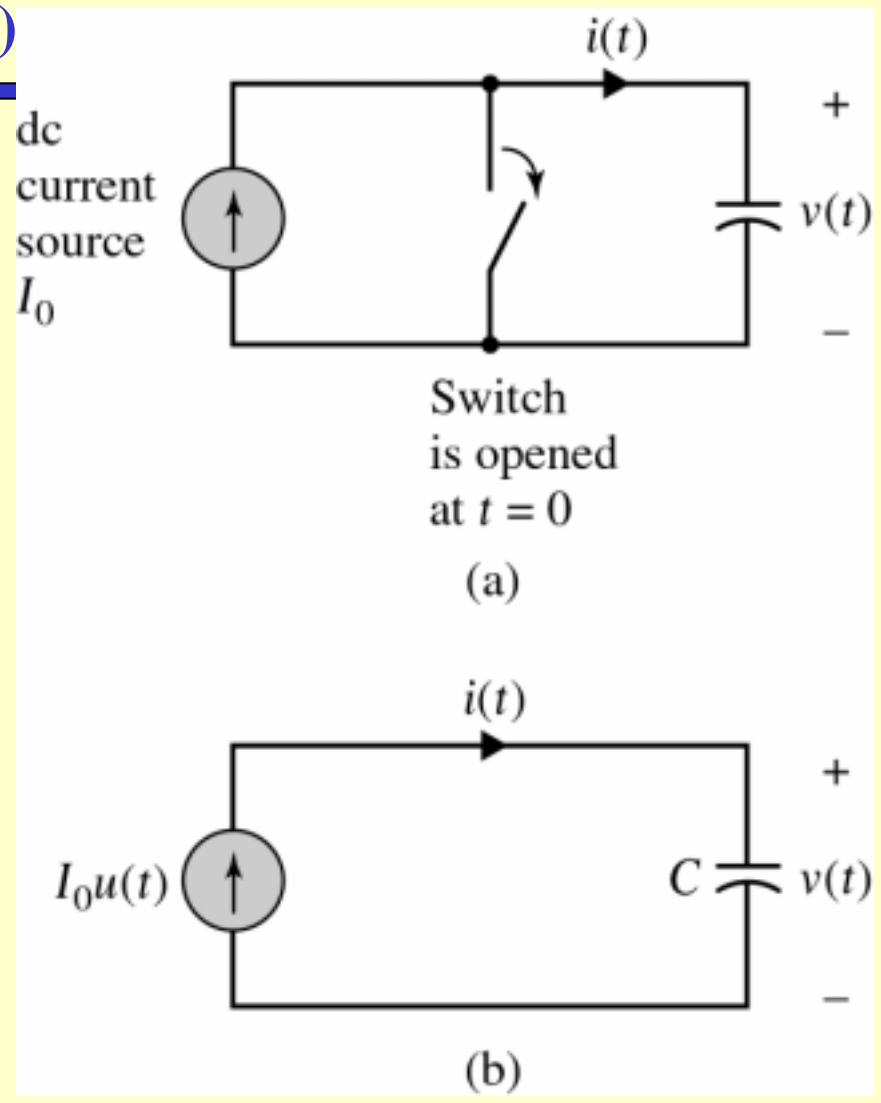 )
i(t)
dc
current
source
I₀
+
v(t)
–
Switch
is opened
at t = 0
(a)
i(t)
+
I₀u(t)
C
v(t)
–
(b)